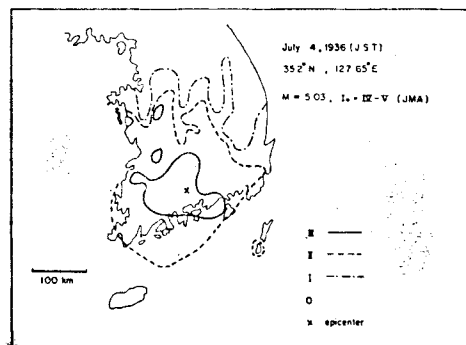 July 4, 1936 (JST)
35.2°N , 127.65°E
M = 5.03, I₀ = IV-V (JMA)
III
II
I
0
x epicenter
100 km